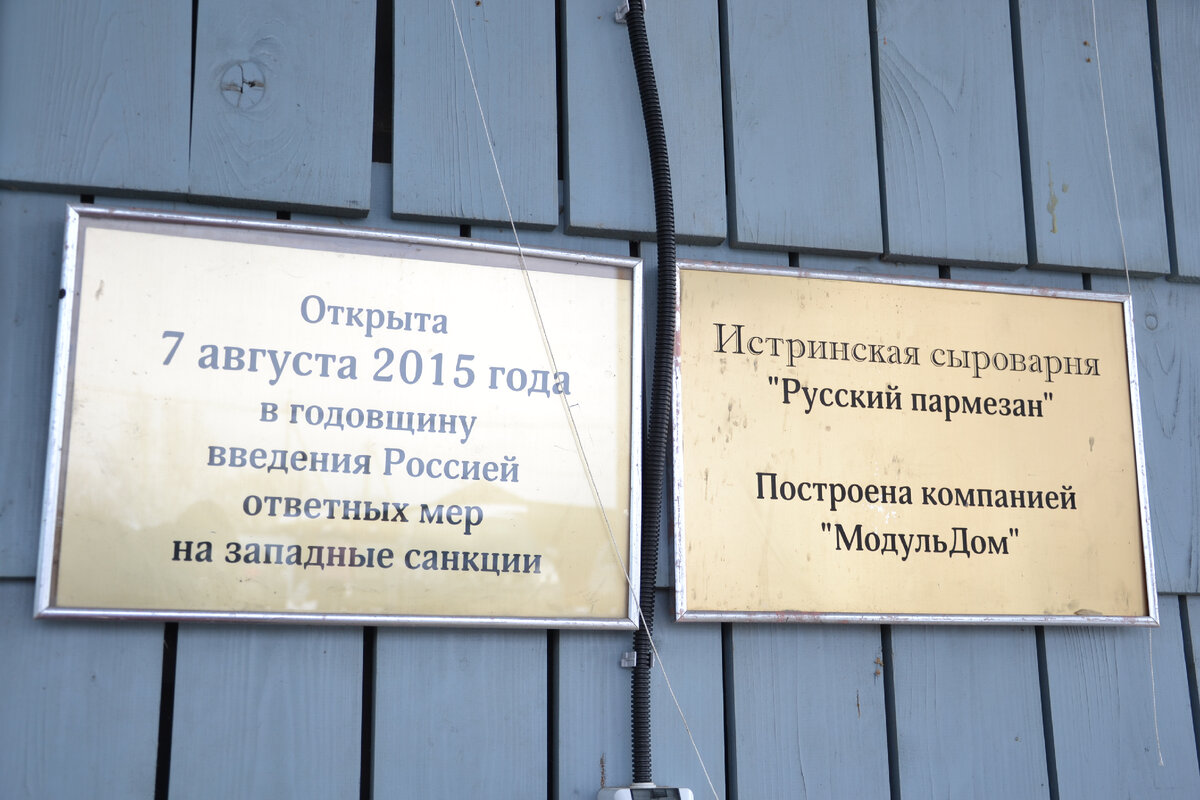 Открыта
7 августа 2015 года
в годовщину
введения Россией
ответных мер
на западные санкции
Истринская сыроварня
"Русский пармезан"
Построена компанией
"МодульДом"